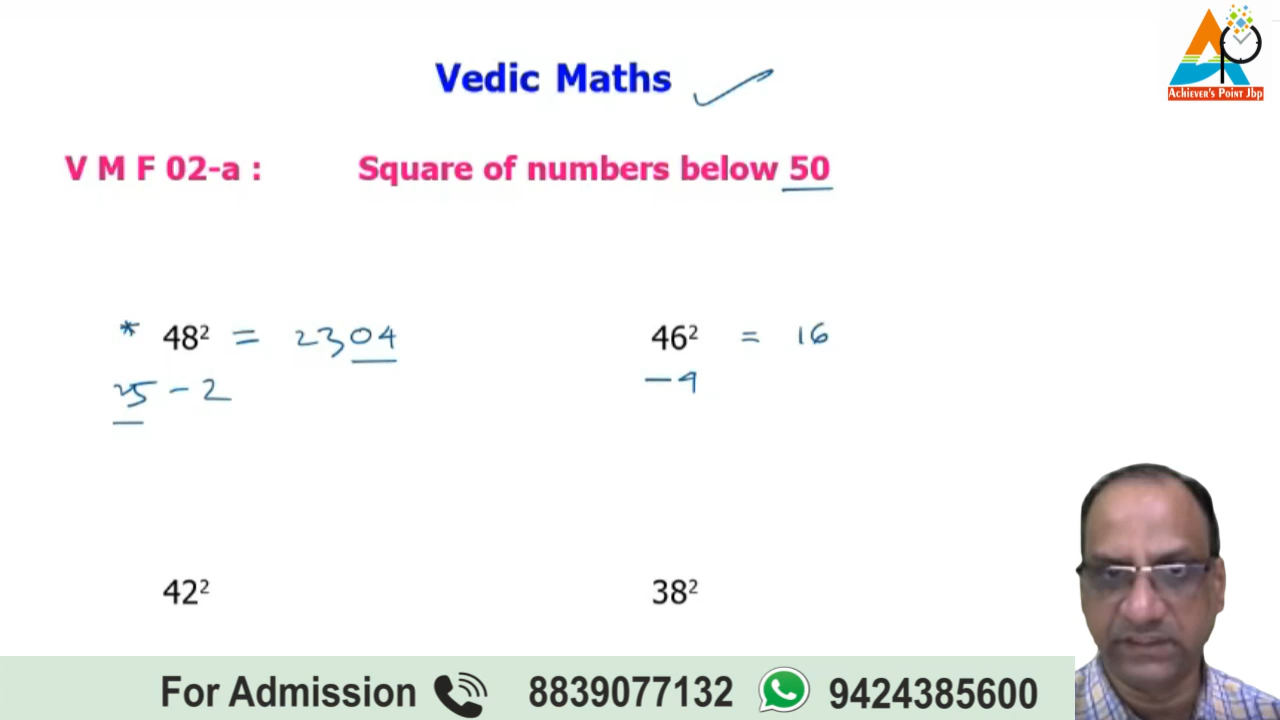 Achiever's Point Jbp
Vedic Maths
V M F 02-a : Square of numbers below 50
* 48² = 2304
25 - 2
46² = 16
- 4
42²
38²
For Admission 8839077132 9424385600